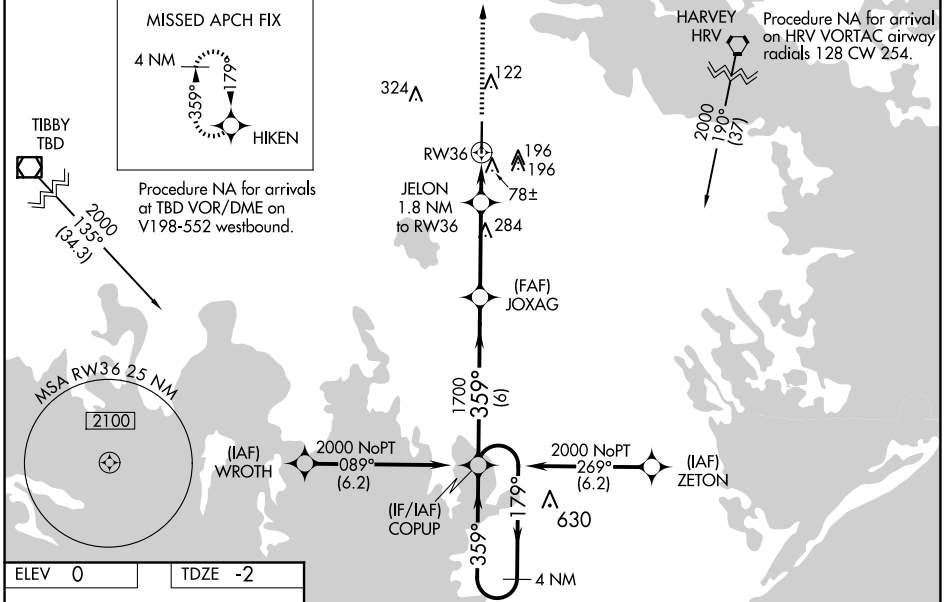 MISSED APCH FIX
4 NM
359°
179°
HIKEN
HARVEY
HRV
Procedure NA for arrival
on HRV VORTAC airway
radials 128 CW 254.
2000
190°
(37)
TIBBY
TBD
2000
135°
(34.3)
Procedure NA for arrivals
at TBD VOR/DME on
V198-552 westbound.
324
122
RW36
196
196
78±
JELON
1.8 NM
to RW36
284
(FAF)
JOXAG
1700
359°
(6)
MSA RW36 25 NM
2100
(IAF)
WROTH
2000 NoPT
089°
(6.2)
(IF/IAF)
COPUP
2000 NoPT
269°
(6.2)
(IAF)
ZETON
359°
179°
630
4 NM
ELEV 0
TDZE -2